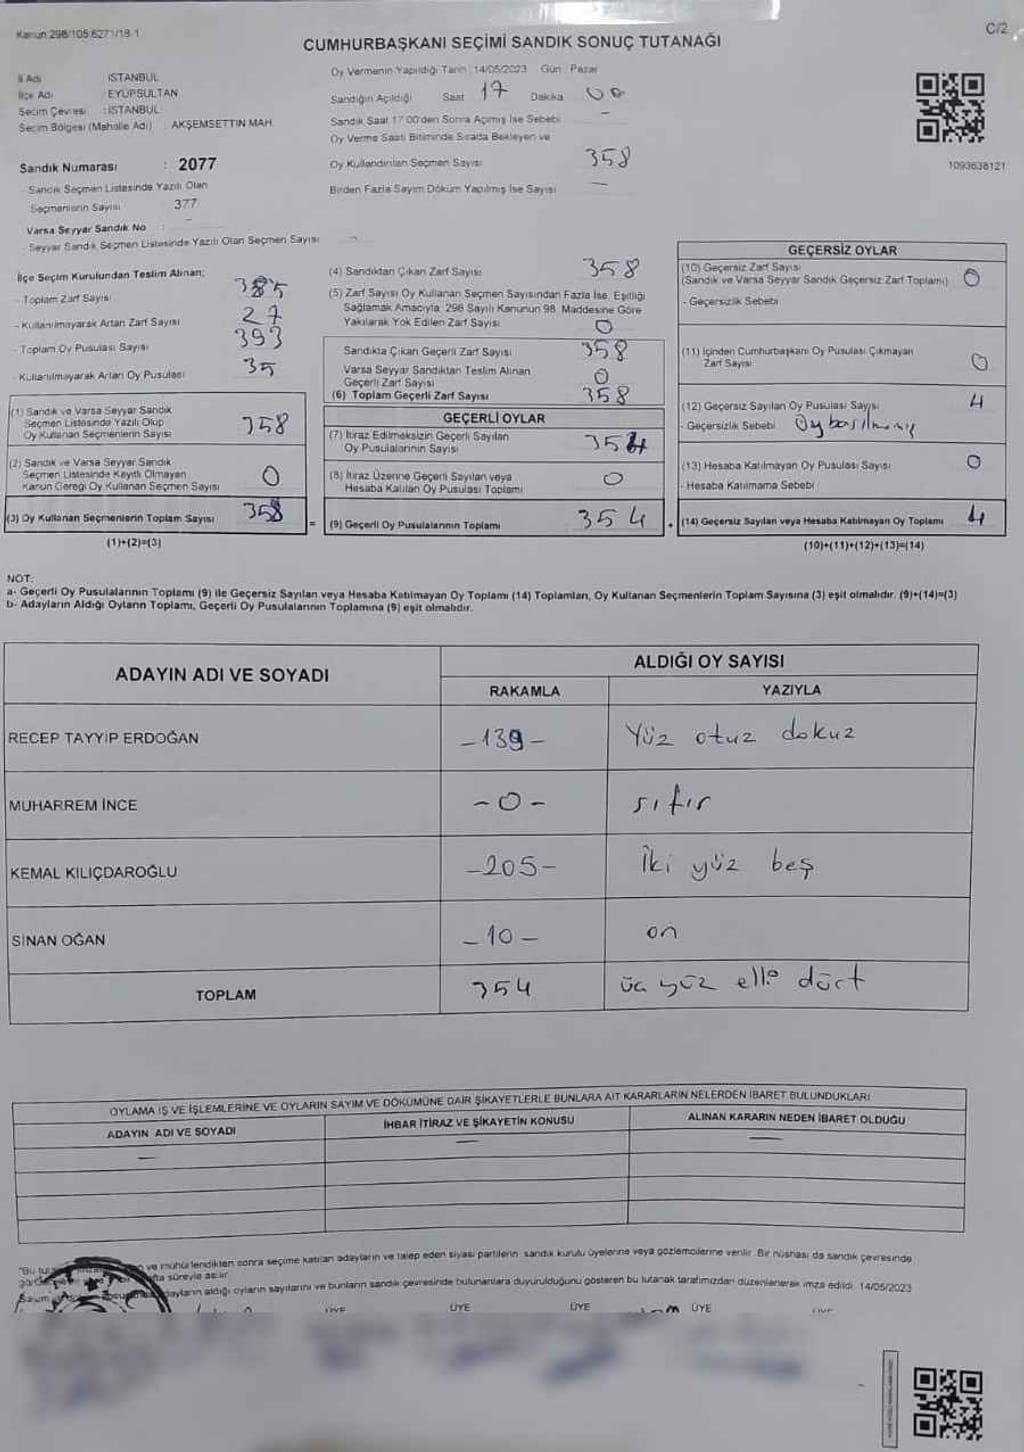 Kanun 298/105,6271/18-1
C/2
CUMHURBAŞKANI SEÇİMİ SANDIK SONUÇ TUTANAĞI
İl Adı İSTANBUL
İlçe Adı EYÜPSULTAN
Seçim Çevresi : İSTANBUL
Seçim Bölgesi (Mahalle Adı) AKŞEMSETTİN MAH.
Oy Vermenin Yapıldığı Tarih 14/05/2023 Gün Pazar
Sandığın Açıldığı Saat 17 Dakika 00
Sandık Saat 17:00'den Sonra Açılmış İse Sebebi –
Oy Verme Saati Bitiminde Sırada Bekleyen ve
Oy Kullandırılan Seçmen Sayısı 358
Birden Fazla Sayım Döküm Yapılmış İse Sayısı —
1093638121
Sandık Numarası : 2077
- Sandık Seçmen Listesinde Yazılı Olan
Seçmenlerin Sayısı 377
Varsa Seyyar Sandık No : –
- Seyyar Sandık Seçmen Listesinde Yazılı Olan Seçmen Sayısı –
İlçe Seçim Kurulundan Teslim Alınan;
- Toplam Zarf Sayısı 385
- Kullanılmayarak Artan Zarf Sayısı 27
- Toplam Oy Pusulası Sayısı 393
- Kullanılmayarak Artan Oy Pusulası 35
(1) Sandık ve Varsa Seyyar Sandık
Seçmen Listesinde Yazılı Olup
Oy Kullanan Seçmenlerin Sayısı 358
(2) Sandık ve Varsa Seyyar Sandık
Seçmen Listesinde Kayıtlı Olmayan
Kanun Gereği Oy Kullanan Seçmen Sayısı 0
(3) Oy Kullanan Seçmenlerin Toplam Sayısı 358
(1)+(2)=(3)
(4) Sandıktan Çıkan Zarf Sayısı 358
(5) Zarf Sayısı Oy Kullanan Seçmen Sayısından Fazla İse, Eşitliği
Sağlamak Amacıyla, 298 Sayılı Kanunun 98. Maddesine Göre
Yakılarak Yok Edilen Zarf Sayısı 0
Sandıkta Çıkan Geçerli Zarf Sayısı 358
Varsa Seyyar Sandıktan Teslim Alınan
Geçerli Zarf Sayısı 0
(6) Toplam Geçerli Zarf Sayısı 358
GEÇERLİ OYLAR
(7) İtiraz Edilmeksizin Geçerli Sayılan
Oy Pusulalarının Sayısı 354
(8) İtiraz Üzerine Geçerli Sayılan veya
Hesaba Katılan Oy Pusulası Toplamı 0
= (9) Geçerli Oy Pusulalarının Toplamı 354
GEÇERSİZ OYLAR
(10) Geçersiz Zarf Sayısı
(Sandık ve Varsa Seyyar Sandık Geçersiz Zarf Toplamı) 0
- Geçersizlik Sebebi
(11) İçinden Cumhurbaşkanı Oy Pusulası Çıkmayan
Zarf Sayısı 0
(12) Geçersiz Sayılan Oy Pusulası Sayısı 4
- Geçersizlik Sebebi Oy basılmamış
(13) Hesaba Katılmayan Oy Pusulası Sayısı 0
- Hesaba Katılmama Sebebi
+ (14) Geçersiz Sayılan veya Hesaba Katılmayan Oy Toplamı 4
(10)+(11)+(12)+(13)=(14)
NOT:
a- Geçerli Oy Pusulalarının Toplamı (9) ile Geçersiz Sayılan veya Hesaba Katılmayan Oy Toplamı (14) Toplamları, Oy Kullanan Seçmenlerin Toplam Sayısına (3) eşit olmalıdır. (9)+(14)=(3)
b- Adayların Aldığı Oyların Toplamı, Geçerli Oy Pusulalarının Toplamına (9) eşit olmalıdır.
ADAYIN ADI VE SOYADI ALDIĞI OY SAYISI
RAKAMLA YAZIYLA
RECEP TAYYİP ERDOĞAN –139– Yüz otuz dokuz
MUHARREM İNCE –0– sıfır
KEMAL KILIÇDAROĞLU –205– İki yüz beş
SİNAN OĞAN –10– on
TOPLAM 354 üç yüz elli dört
OYLAMA İŞ VE İŞLEMLERİNE VE OYLARIN SAYIM VE DÖKÜMÜNE DAİR ŞİKAYETLERLE BUNLARA AİT KARARLARIN NELERDEN İBARET BULUNDUKLARI
ADAYIN ADI VE SOYADI İHBAR İTİRAZ VE ŞİKAYETİN KONUSU ALINAN KARARIN NEDEN İBARET OLDUĞU
— — —
"Bu ve mühürlendikten sonra seçime katılan adayların ve talep eden siyasi partilerin, sandık kurulu üyelerine veya gözlemcilerine verilir. Bir nüshası da sandık çevresinde
süreyle asılır.
Sayım adayların aldığı oyların sayılarını ve bunların sandık çevresinde bulunanlara duyurulduğunu gösteren bu tutanak tarafımızdan düzenlenerek imza edildi. 14/05/2023
ÜYE ÜYE ÜYE ÜYE ÜYE